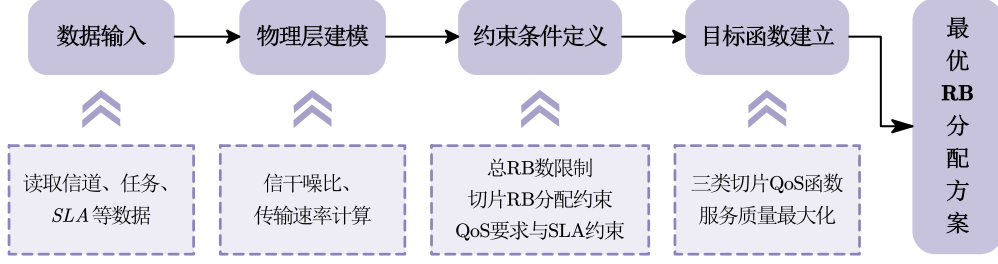 数据输入
物理层建模
约束条件定义
目标函数建立
最
优
RB
分
配
方
案
读取信道、任务、
SLA 等数据
信干噪比、
传输速率计算
总RB数限制
切片RB分配约束
QoS要求与SLA约束
三类切片QoS函数
服务质量最大化